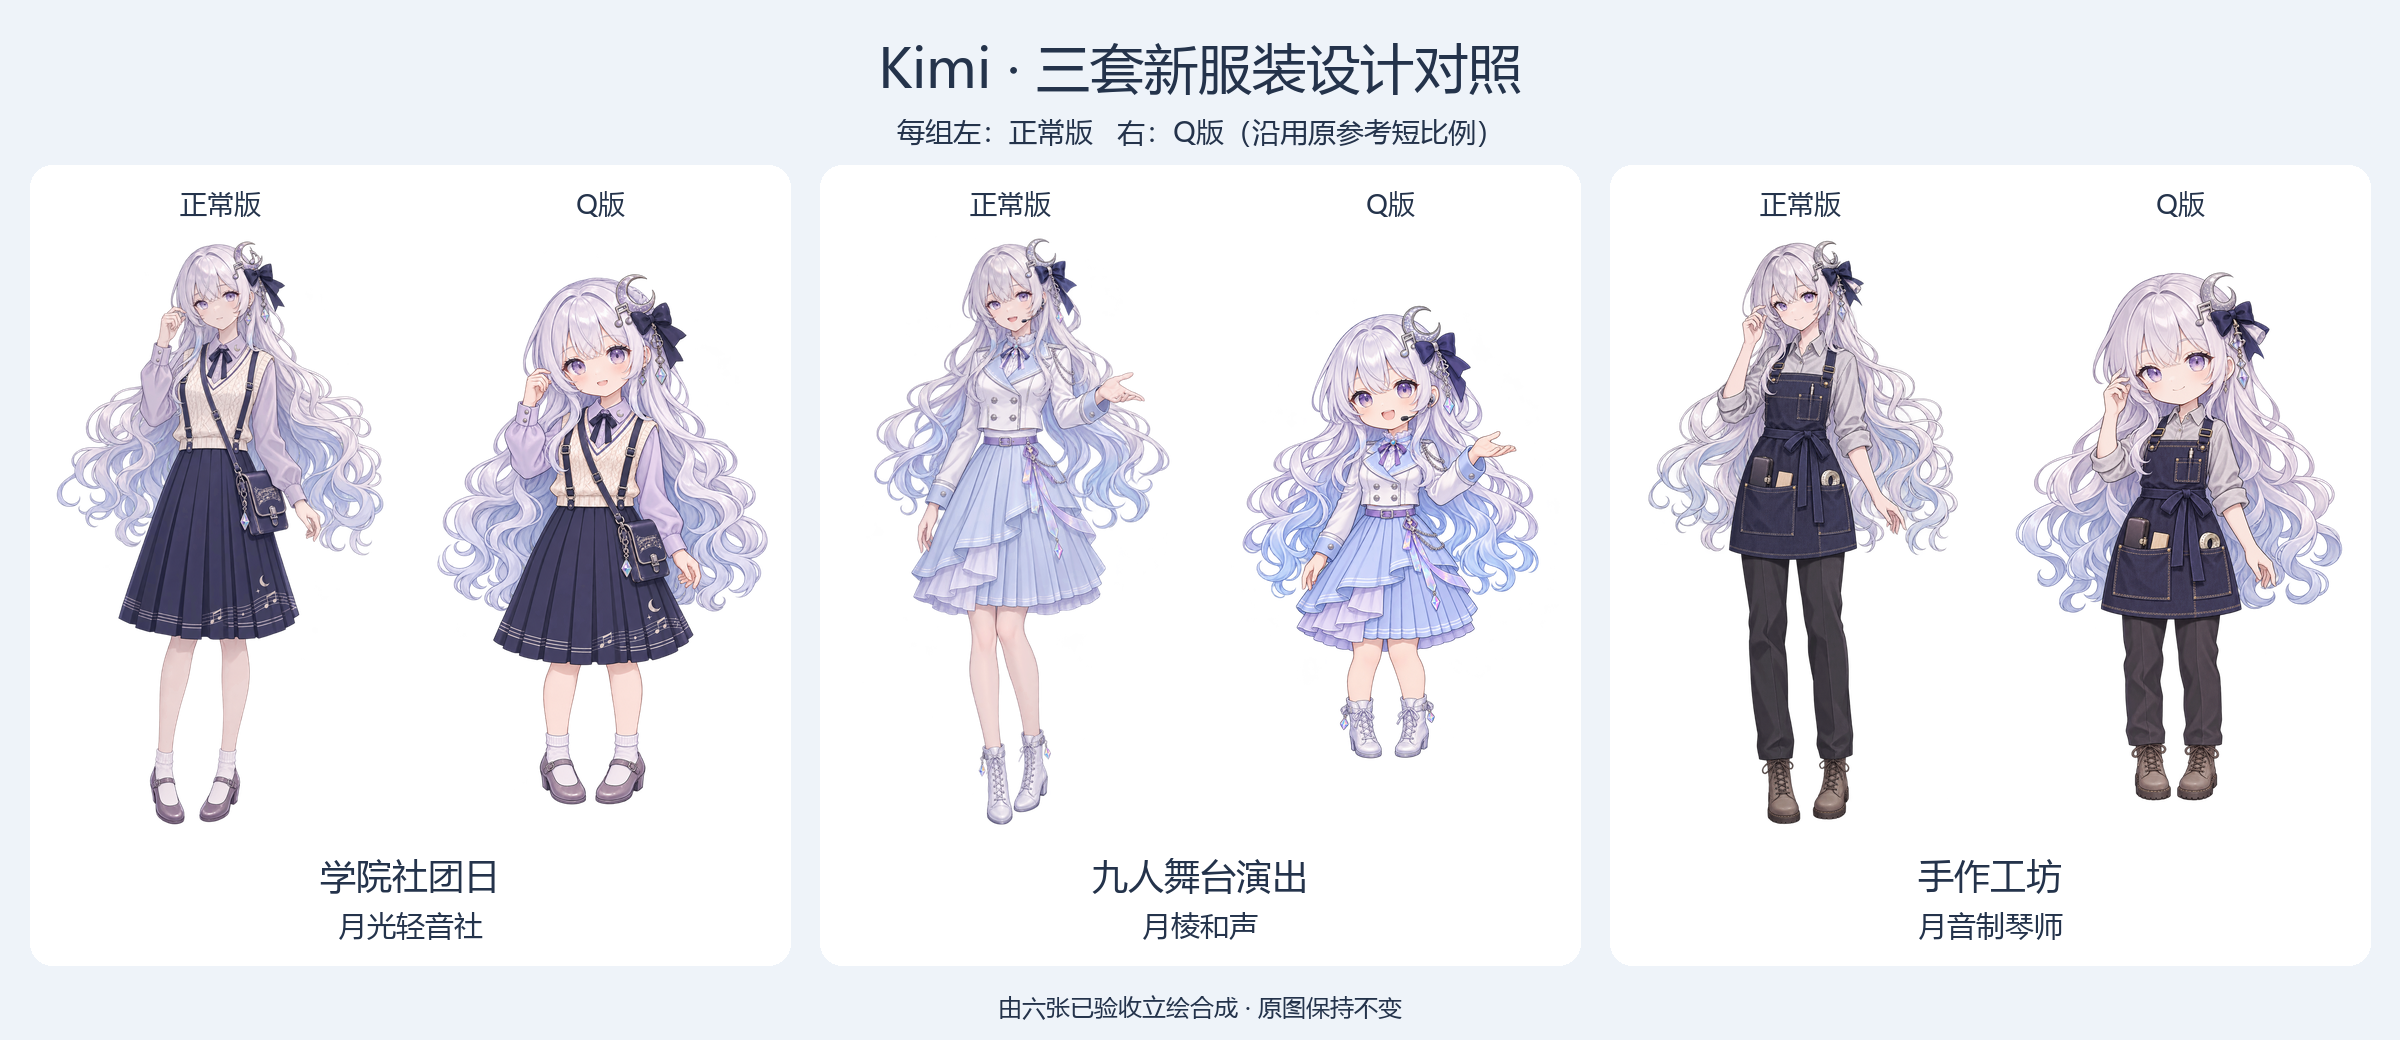 Kimi · 三套新服装设计对照
每组左：正常版 右：Q版（沿用原参考短比例）
正常版
Q版
学院社团日
月光轻音社
正常版
Q版
九人舞台演出
月棱和声
正常版
Q版
手作工坊
月音制琴师
由六张已验收立绘合成 · 原图保持不变